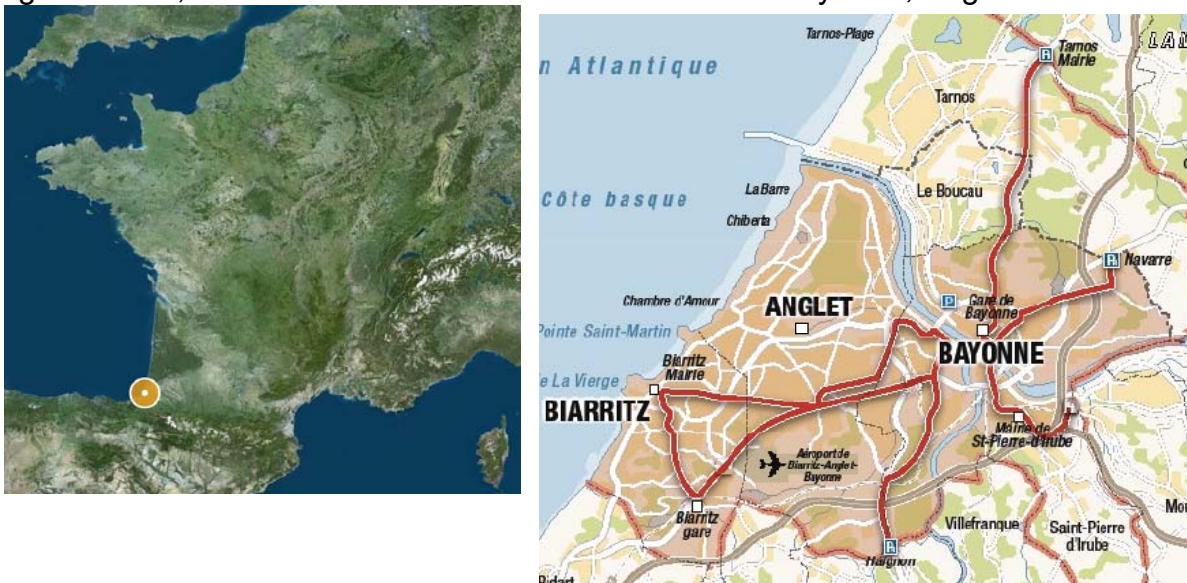 Tarnos-Plage
Tarnos
Mairie
n Atlantique
Tarnos
La Barre
Le Boucau
Côte basque
Chiberta
Navarre
Chambre d'Amour
Gare de
Bayonne
ANGLET
Pointe Saint-Martin
BAYONNE
Biarritz
Mairie
e La Vierge
BIARRITZ
Mairie de
St-Pierre-d'Irube
Aéroport de
Biarritz-Anglet-
Bayonne
Biarritz
gare
Villefranque
Saint-Pierre
d'Irube
P